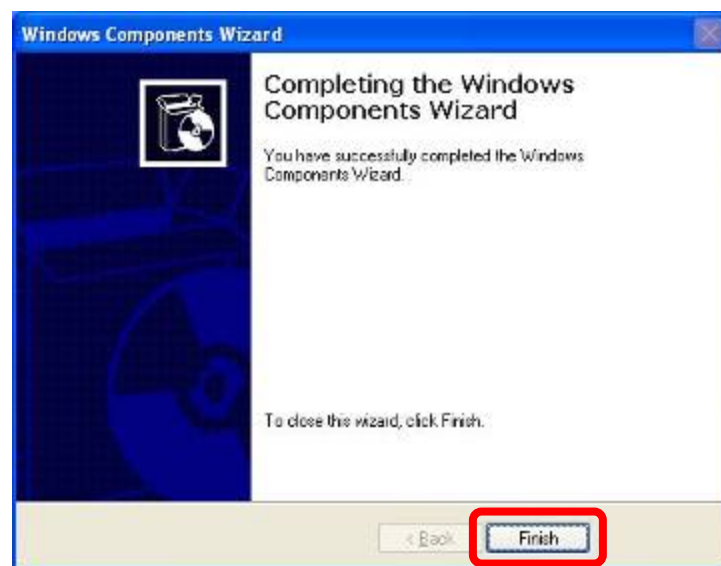 Windows Components Wizard
Completing the Windows
Components Wizard
You have successfully completed the Windows
Components Wizard.
To close this wizard, click Finish.
< Back
Finish